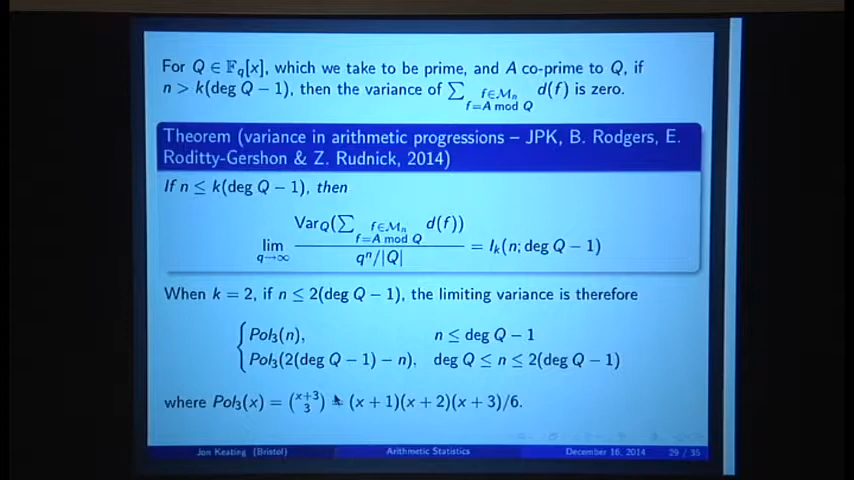 For Q ∈ 𝔽_q[x], which we take to be prime, and A co-prime to Q, if
n > k(deg Q − 1), then the variance of ∑_{f∈ℳ_n, f=A mod Q} d(f) is zero.
Theorem (variance in arithmetic progressions – JPK, B. Rodgers, E.
Roditty-Gershon & Z. Rudnick, 2014)
If n ≤ k(deg Q − 1), then
lim_{q→∞} Var_Q(∑_{f∈ℳ_n, f=A mod Q} d(f)) / (q^n/|Q|) = I_k(n; deg Q − 1)
When k = 2, if n ≤ 2(deg Q − 1), the limiting variance is therefore
{ Pol_3(n), n ≤ deg Q − 1
Pol_3(2(deg Q − 1) − n), deg Q ≤ n ≤ 2(deg Q − 1)
where Pol_3(x) = (x+3 3) = (x + 1)(x + 2)(x + 3)/6.
Jon Keating (Bristol) Arithmetic Statistics December 16, 2014 29 / 35